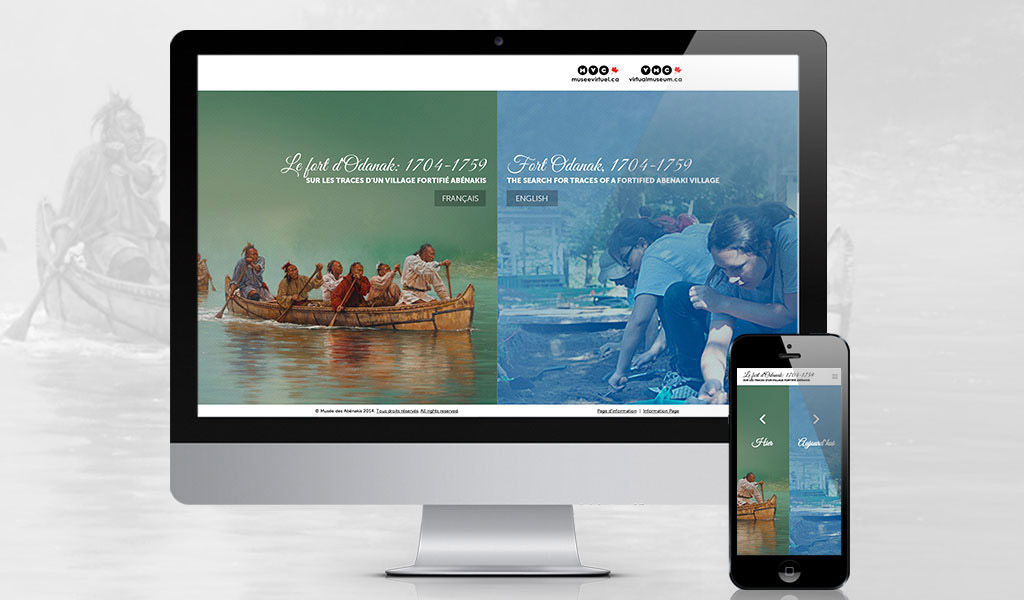 MVC
museevirtuel.ca
VMC
virtualmuseum.ca
Le fort d'Odanak: 1704-1759
SUR LES TRACES D'UN VILLAGE FORTIFIÉ ABÉNAKIS
FRANÇAIS
Fort Odanak, 1704-1759
THE SEARCH FOR TRACES OF A FORTIFIED ABENAKI VILLAGE
ENGLISH
© Musée des Abénakis 2014. Tous droits réservés. All rights reserved.
Page d'information | Information Page
Le fort d'Odanak: 1704-1759
SUR LES TRACES D'UN VILLAGE FORTIFIÉ ABÉNAKIS
Hier
Aujourd'hui